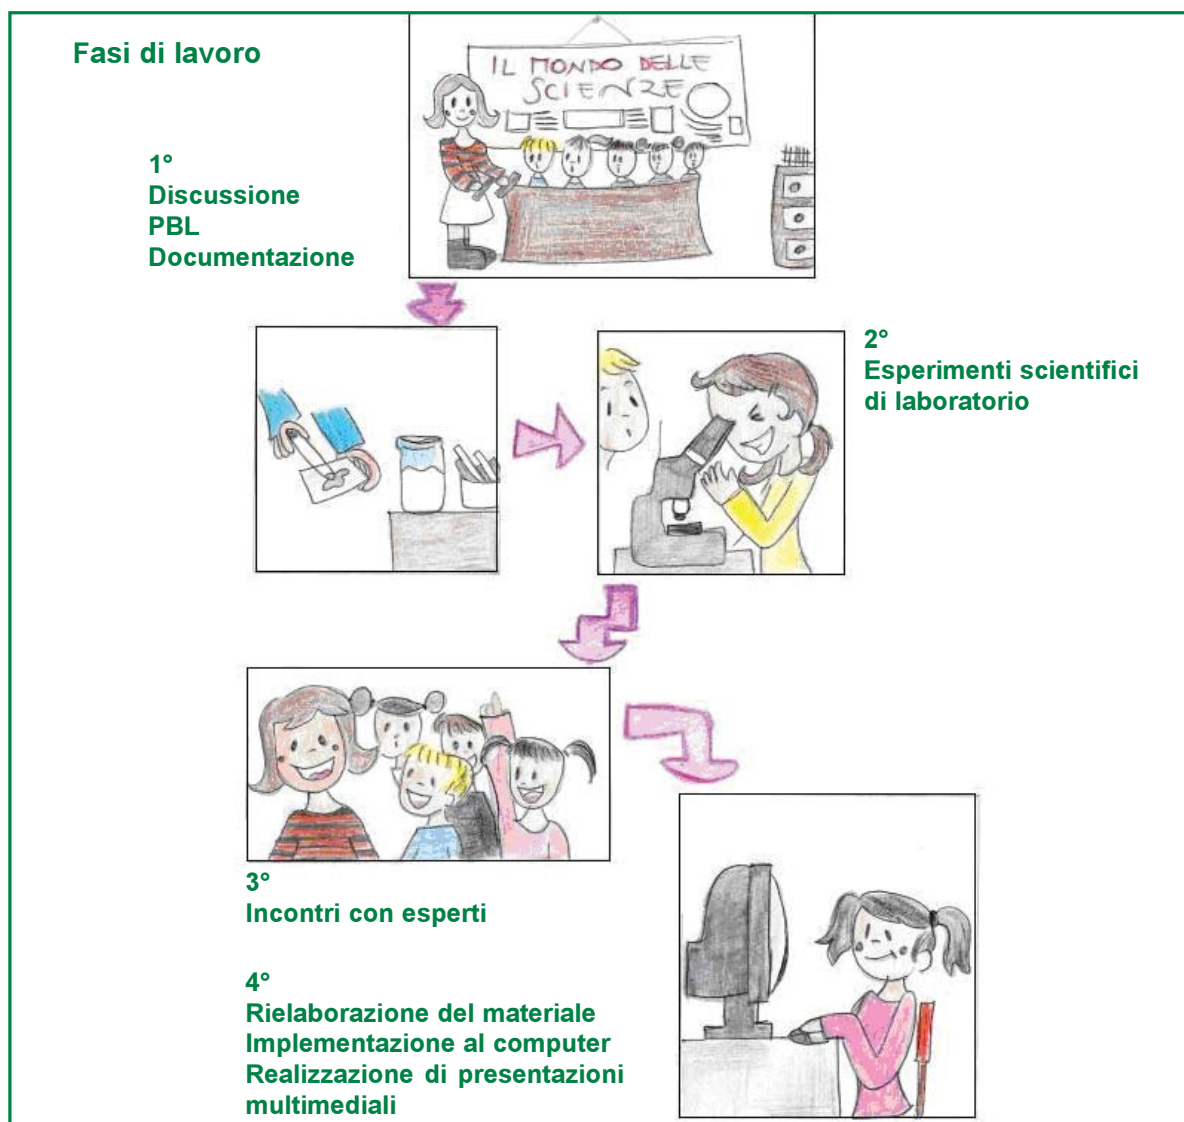 Fasi di lavoro
IL MONDO DELLE
SCIENZE
1°
Discussione
PBL
Documentazione
2°
Esperimenti scientifici
di laboratorio
3°
Incontri con esperti
4°
Rielaborazione del materiale
Implementazione al computer
Realizzazione di presentazioni
multimediali